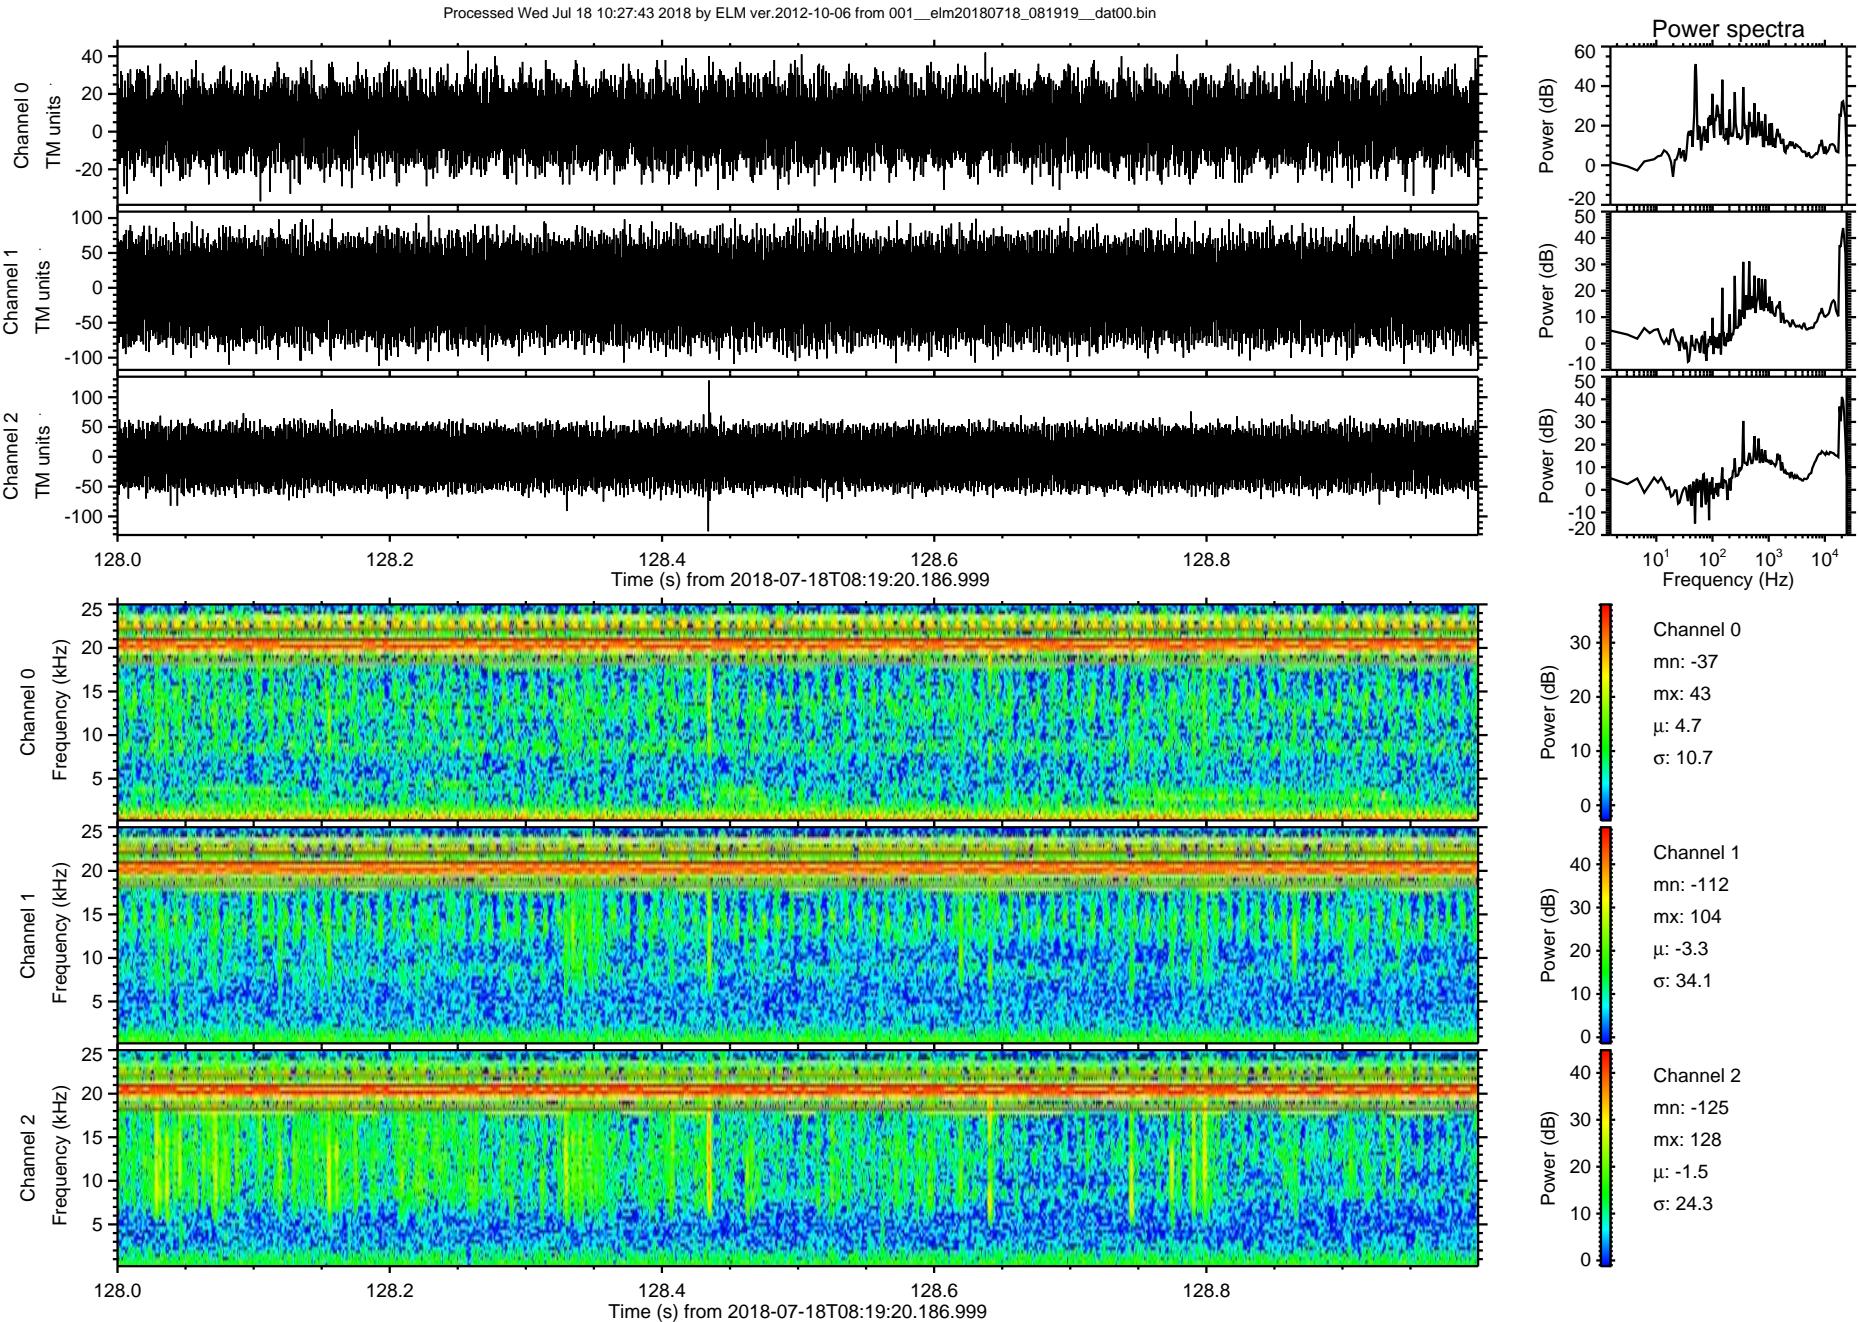 Processed Wed Jul 18 10:27:43 2018 by ELM ver.2012-10-06 from 001__elm20180718_081919__dat00.bin
Power spectra
Channel 0
TM units
40
20
0
-20
Power (dB)
60
40
20
0
-20
Channel 1
TM units
100
50
0
-50
-100
Power (dB)
50
40
30
20
10
0
-10
Channel 2
TM units
100
50
0
-50
-100
Power (dB)
50
40
30
20
10
0
-10
-20
128.0 128.2 128.4 128.6 128.8
Time (s) from 2018-07-18T08:19:20.186.999
10^1 10^2 10^3 10^4
Frequency (Hz)
Channel 0
Frequency (kHz)
25
20
15
10
5
Power (dB)
30
20
10
0
Channel 0
mn: -37
mx: 43
μ: 4.7
σ: 10.7
Channel 1
Frequency (kHz)
25
20
15
10
5
Power (dB)
40
30
20
10
0
Channel 1
mn: -112
mx: 104
μ: -3.3
σ: 34.1
Channel 2
Frequency (kHz)
25
20
15
10
5
Power (dB)
40
30
20
10
0
Channel 2
mn: -125
mx: 128
μ: -1.5
σ: 24.3
128.0 128.2 128.4 128.6 128.8
Time (s) from 2018-07-18T08:19:20.186.999